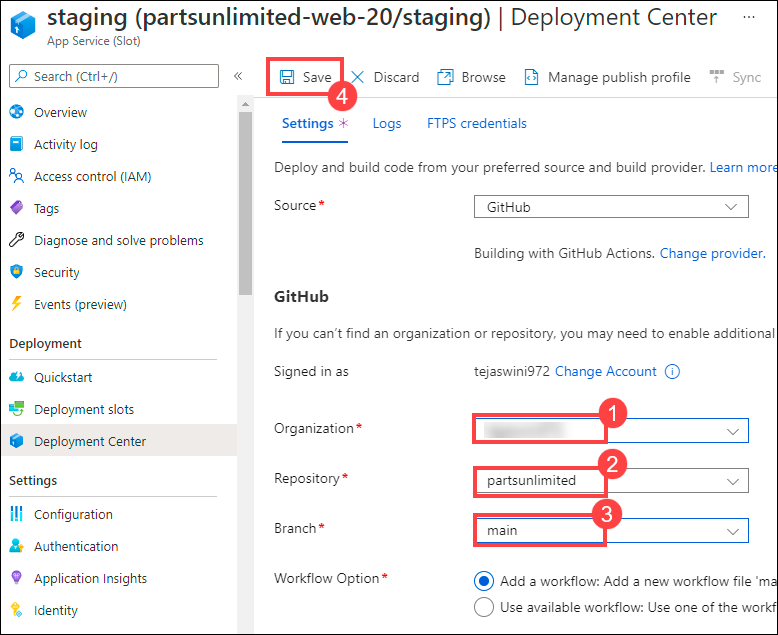 staging (partsunlimited-web-20/staging) | Deployment Center ...
App Service (Slot)
Search (Ctrl+/)
«
Save
Discard
Browse
Manage publish profile
Sync
4
Overview
Activity log
Access control (IAM)
Tags
Diagnose and solve problems
Security
Events (preview)
Deployment
Quickstart
Deployment slots
Deployment Center
Settings
Configuration
Authentication
Application Insights
Identity
Settings *
Logs
FTPS credentials
Deploy and build code from your preferred source and build provider. Learn more
Source*
GitHub
Building with GitHub Actions. Change provider.
GitHub
If you can't find an organization or repository, you may need to enable additional
Signed in as
tejaswini972 Change Account
1
Organization*
2
Repository*
partsunlimited
3
Branch*
main
Workflow Option*
Add a workflow: Add a new workflow file 'ma
Use available workflow: Use one of the workf